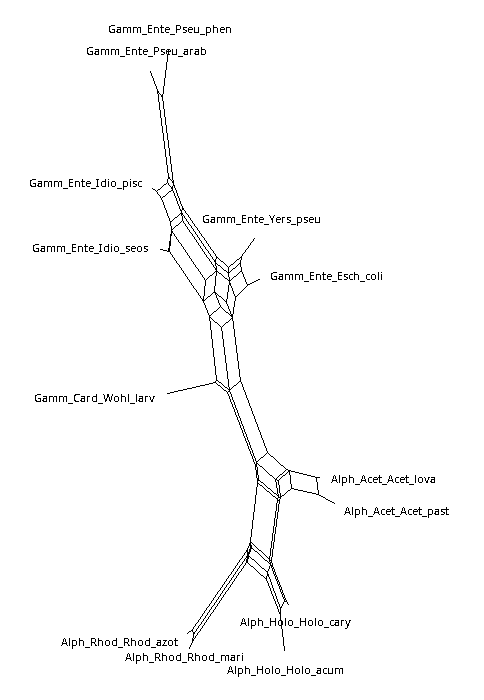 Gamm_Ente_Pseu_phen
Gamm_Ente_Pseu_arab
Gamm_Ente_Idio_pisc
Gamm_Ente_Yers_pseu
Gamm_Ente_Idio_seos
Gamm_Ente_Esch_coli
Gamm_Card_Wohl_larv
Alph_Acet_Acet_lova
Alph_Acet_Acet_past
Alph_Holo_Holo_cary
Alph_Rhod_Rhod_azot
Alph_Rhod_Rhod_mari
Alph_Holo_Holo_acum